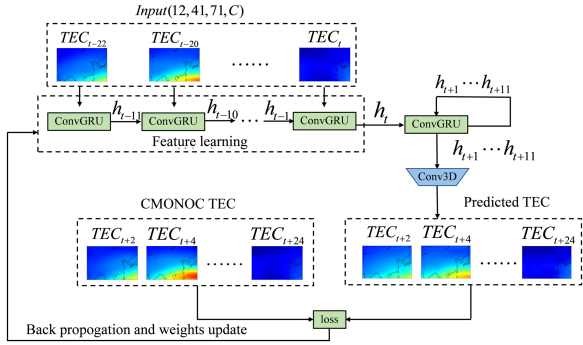 Input(12,41,71,C)
TEC_{t-22} TEC_{t-20} TEC_t
......
h_{t-11} h_{t-10} ... h_{t-1} h_t
ConvGRU ConvGRU ConvGRU ConvGRU
Feature learning
h_{t+1} ... h_{t+11}
h_{t+1} ... h_{t+11}
Conv3D
CMONOC TEC
Predicted TEC
TEC_{t+2} TEC_{t+4} ...... TEC_{t+24}
TEC_{t+2} TEC_{t+4} ...... TEC_{t+24}
loss
Back propogation and weights update